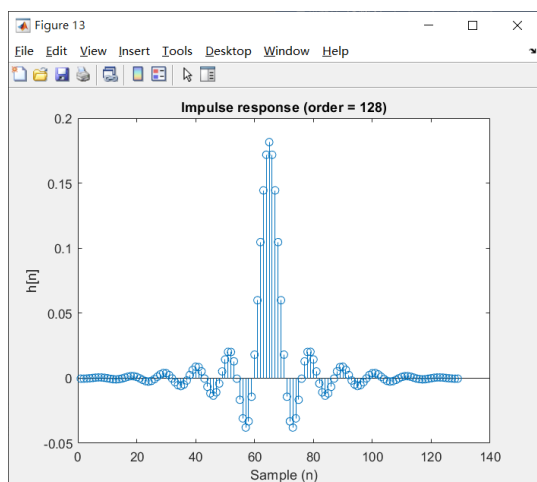 Figure 13
File Edit View Insert Tools Desktop Window Help
Impulse response (order = 128)
0.2
0.15
0.1
0.05
0
-0.05
h[n]
0 20 40 60 80 100 120 140
Sample (n)